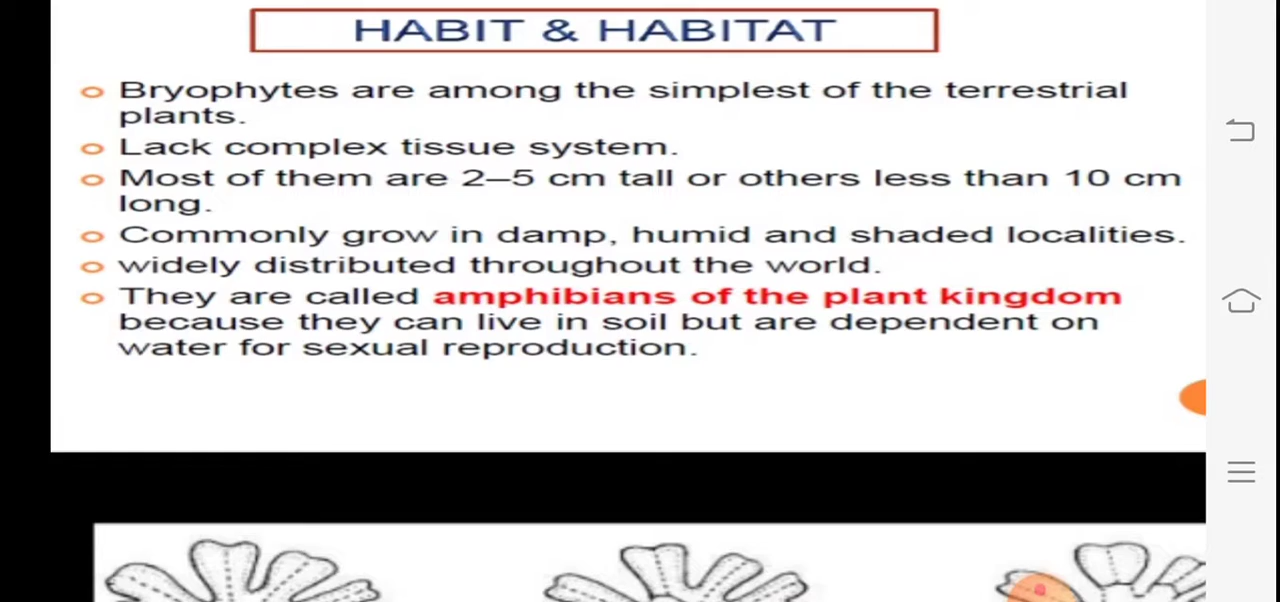 HABIT & HABITAT
Bryophytes are among the simplest of the terrestrial
plants.
Lack complex tissue system.
Most of them are 2–5 cm tall or others less than 10 cm
long.
Commonly grow in damp, humid and shaded localities.
widely distributed throughout the world.
They are called amphibians of the plant kingdom
because they can live in soil but are dependent on
water for sexual reproduction.